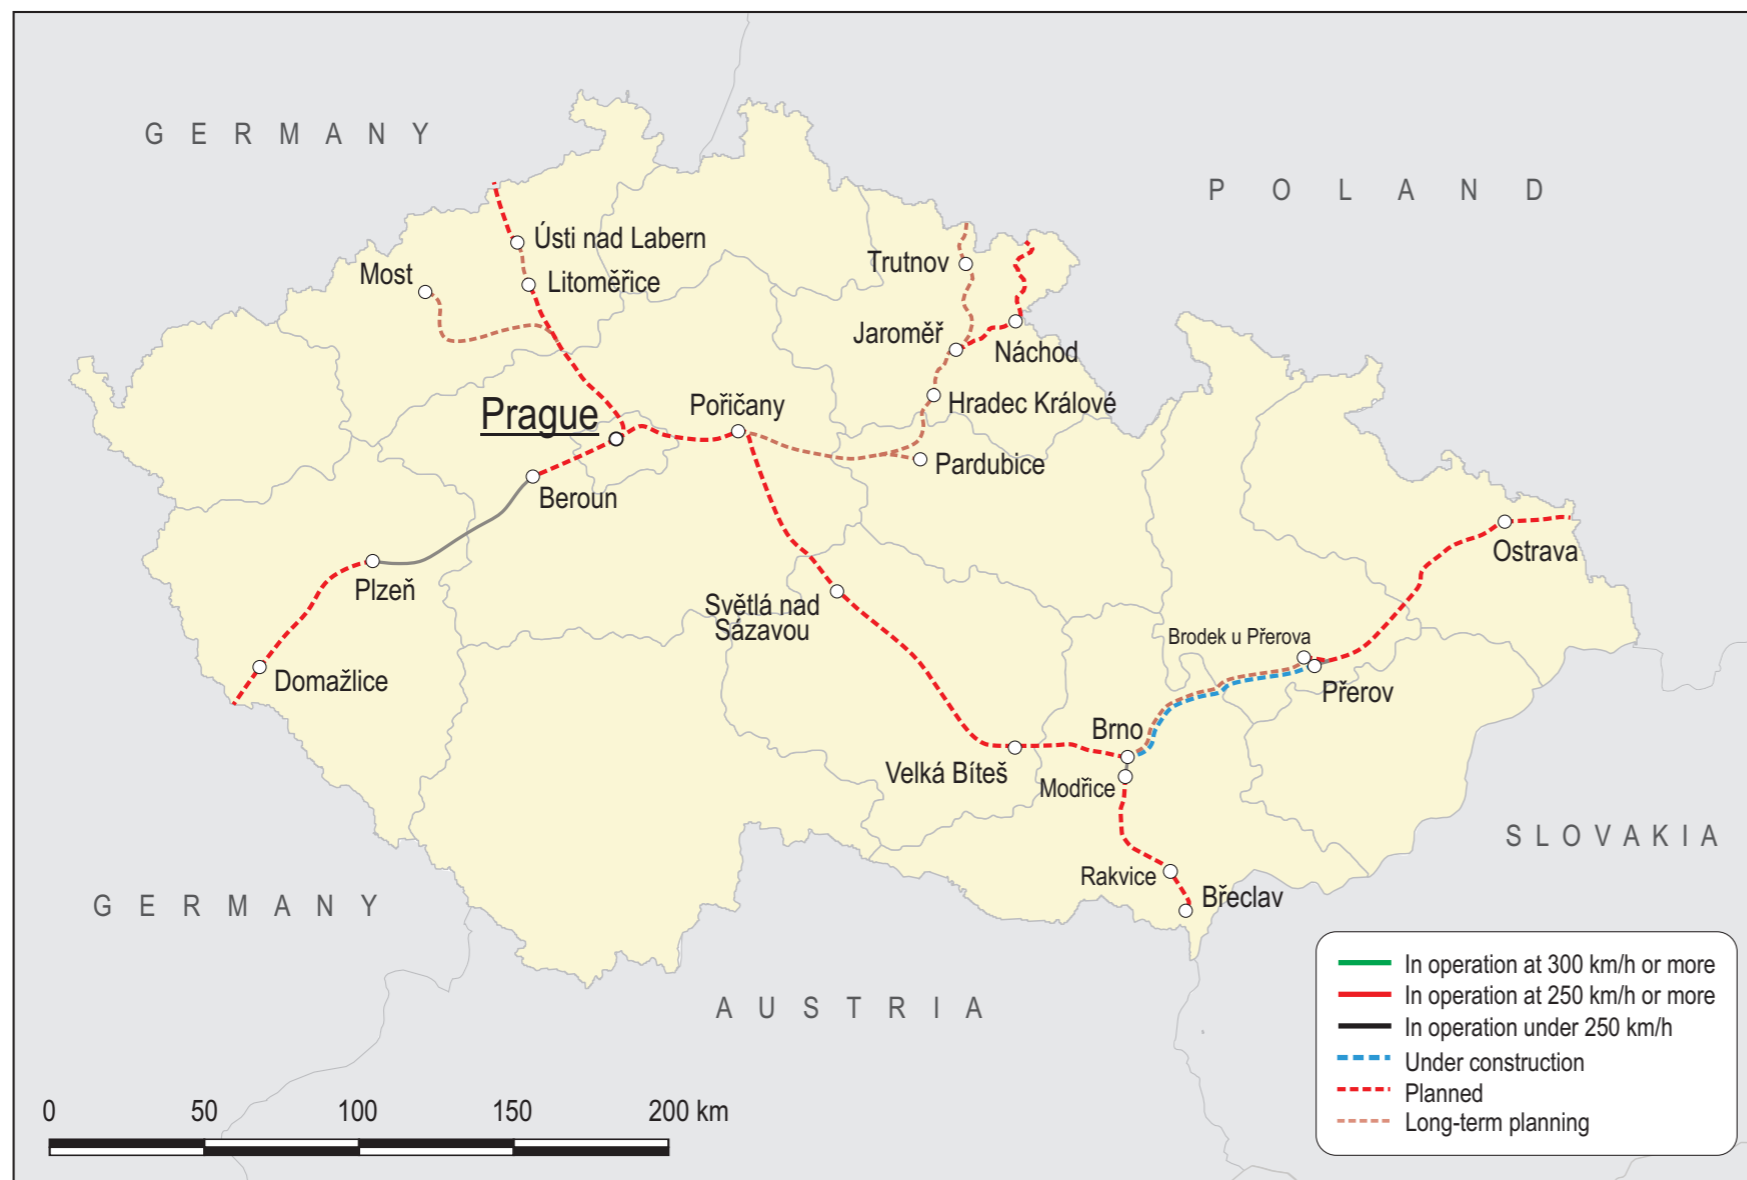 GERMANY
POLAND
Ústi nad Labern
Most
Litoměřice
Trutnov
Jaroměř
Náchod
Prague
Pořičany
Hradec Králové
Pardubice
Beroun
Plzeň
Ostrava
Světlá nad
Sázavou
Brodek u Přerova
Domažlice
Přerov
Brno
Velká Bíteš
Modřice
SLOVAKIA
Rakvice
Břeclav
GERMANY
AUSTRIA
In operation at 300 km/h or more
In operation at 250 km/h or more
In operation under 250 km/h
Under construction
Planned
Long-term planning
0 50 100 150 200 km